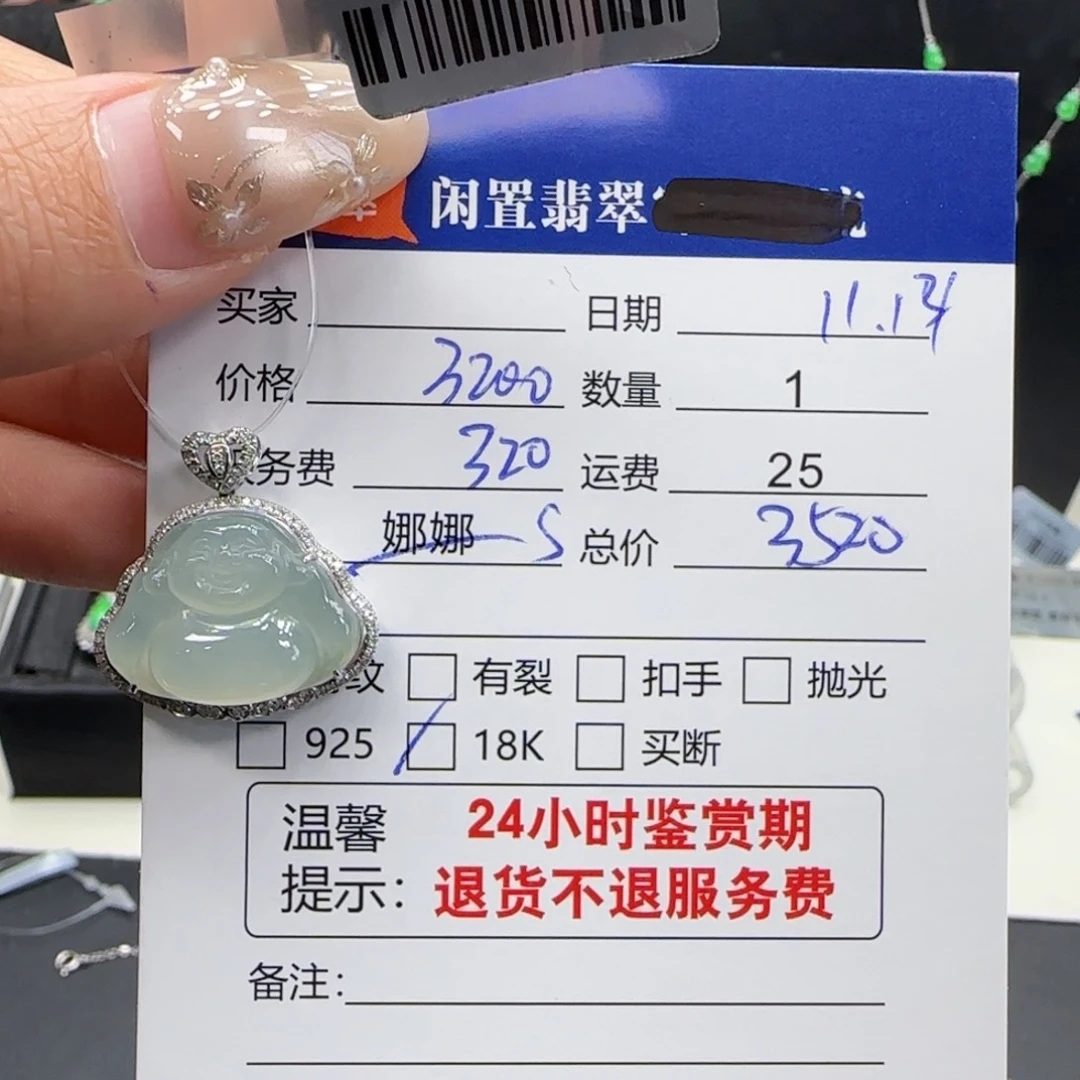 闲置翡翠
买家 日期 11.14
价格 3200 数量 1
务费 320 运费 25
娜娜 S 总价 3520
纹 有裂 扣手 抛光
925 18K 买断
温馨 24小时鉴赏期
提示： 退货不退服务费
备注：